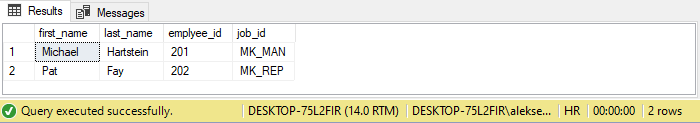 Results Messages
first_name last_name emplyee_id job_id
1 Michael Hartstein 201 MK_MAN
2 Pat Fay 202 MK_REP
Query executed successfully. DESKTOP-75L2FIR (14.0 RTM) DESKTOP-75L2FIR\alekse... HR 00:00:00 2 rows